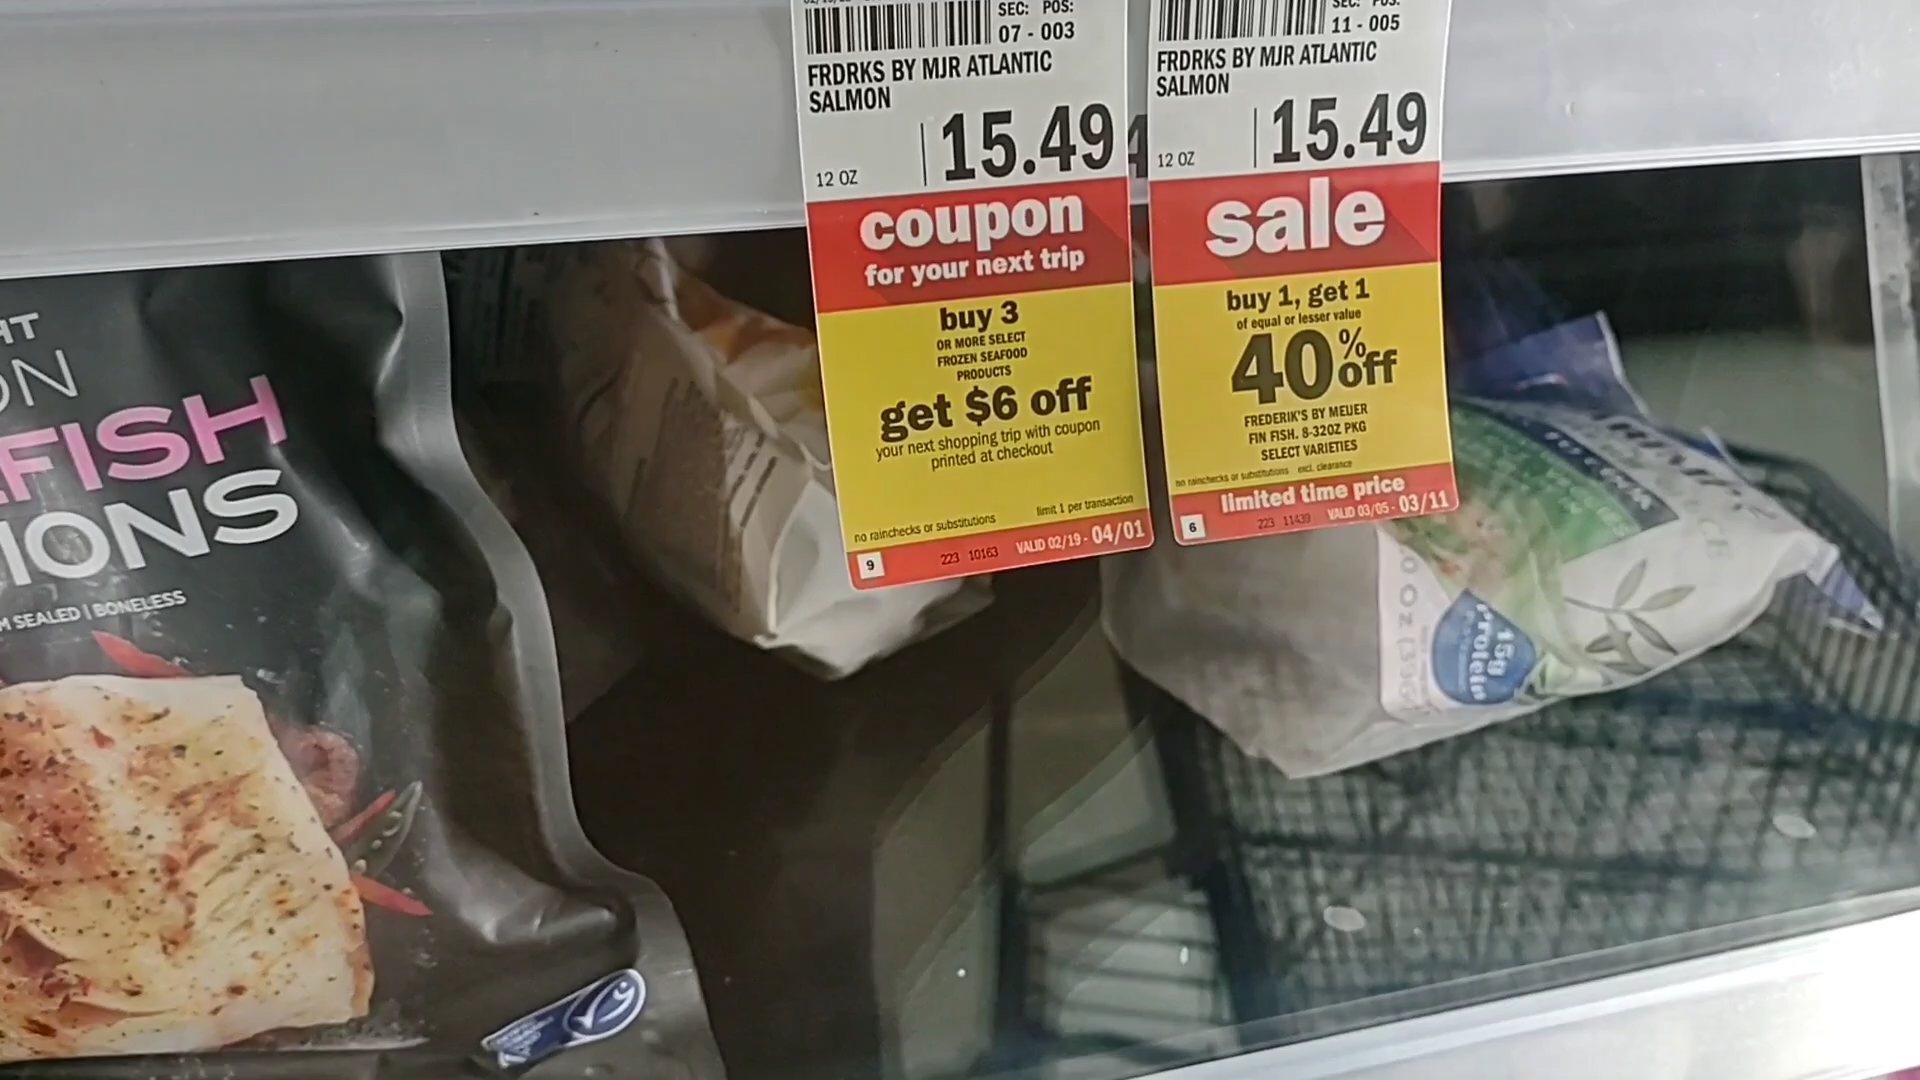 SEC: POS:
07 - 003
FRDRKS BY MJR ATLANTIC
SALMON
15.49
12 OZ
coupon
for your next trip
buy 3
OR MORE SELECT
FROZEN SEAFOOD
PRODUCTS
get $6 off
your next shopping trip with coupon
printed at checkout
no rainchecks or substitutions limit 1 per transaction
9 223 10163 VALID 02/19 - 04/01
SEC: POS:
11 - 005
FRDRKS BY MJR ATLANTIC
SALMON
4
15.49
12 OZ
sale
buy 1, get 1
of equal or lesser value
40% off
FREDERIK'S BY MEIJER
FIN FISH. 8-32OZ PKG
SELECT VARIETIES
no rainchecks or substitutions excl. clearance
limited time price
6 223 11439 VALID 03/05 - 03/11
HT
ON
FISH
IONS
M SEALED | BONELESS
15g
Protein